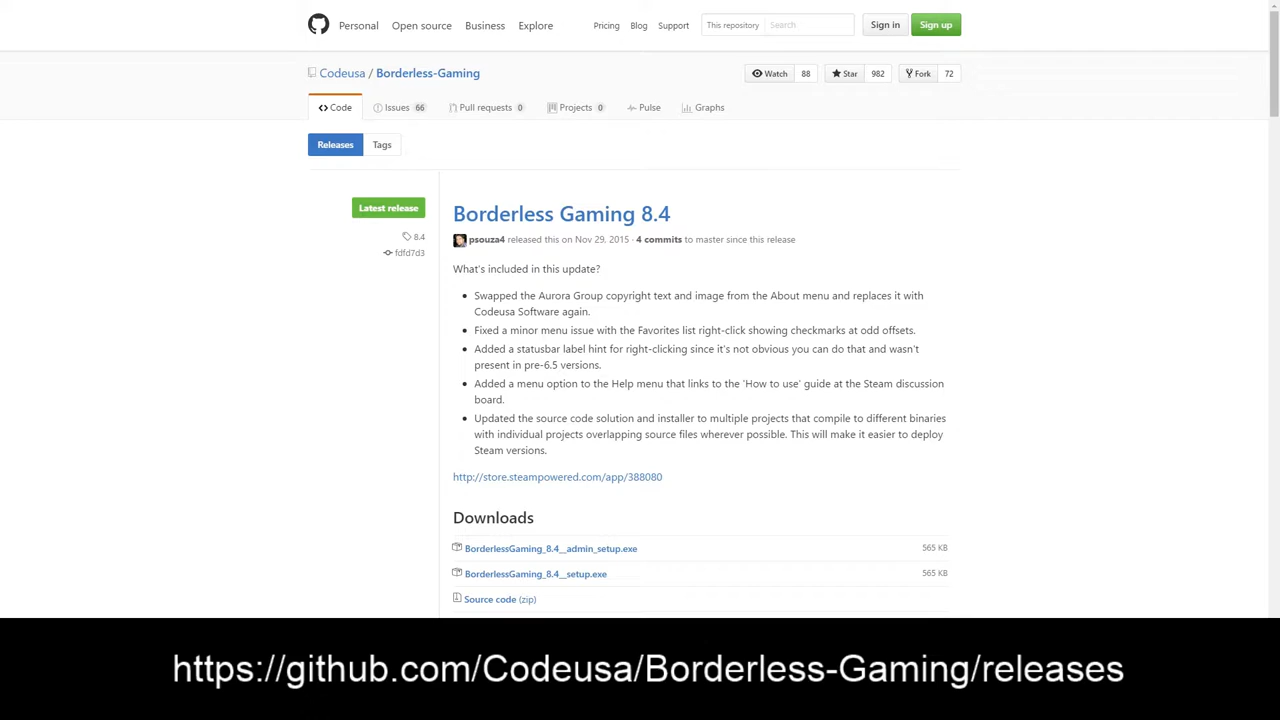 Personal Open source Business Explore Pricing Blog Support This repository Search Sign in Sign up
Codeusa / Borderless-Gaming Watch 88 Star 982 Fork 72
Code Issues 66 Pull requests 0 Projects 0 Pulse Graphs
Releases Tags
Latest release
8.4
fdfd7d3
Borderless Gaming 8.4
psouza4 released this on Nov 29, 2015 · 4 commits to master since this release
What's included in this update?
• Swapped the Aurora Group copyright text and image from the About menu and replaces it with
Codeusa Software again.
• Fixed a minor menu issue with the Favorites list right-click showing checkmarks at odd offsets.
• Added a statusbar label hint for right-clicking since it's not obvious you can do that and wasn't
present in pre-6.5 versions.
• Added a menu option to the Help menu that links to the 'How to use' guide at the Steam discussion
board.
• Updated the source code solution and installer to multiple projects that compile to different binaries
with individual projects overlapping source files wherever possible. This will make it easier to deploy
Steam versions.
http://store.steampowered.com/app/388080
Downloads
BorderlessGaming_8.4__admin_setup.exe 565 KB
BorderlessGaming_8.4__setup.exe 565 KB
Source code (zip)
https://github.com/Codeusa/Borderless-Gaming/releases